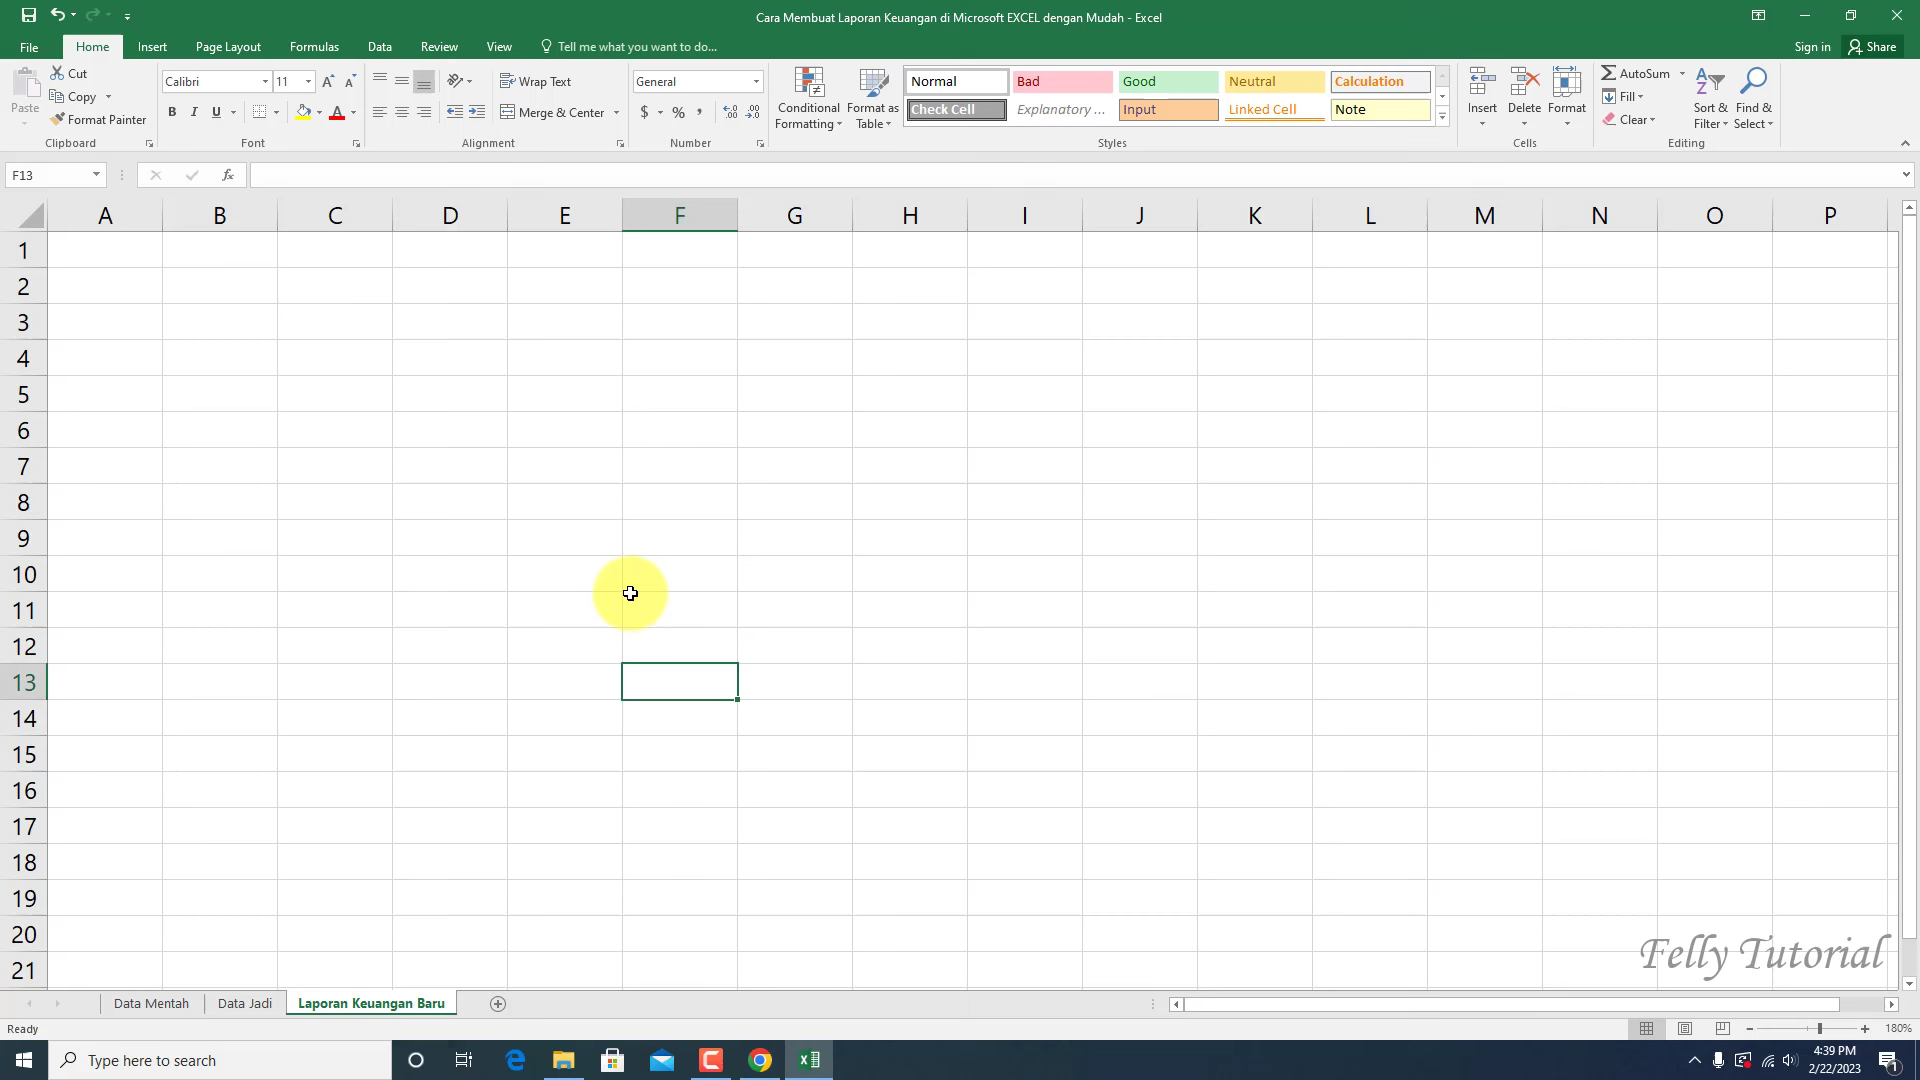 Cara Membuat Laporan Keuangan di Microsoft EXCEL dengan Mudah - Excel
File Home Insert Page Layout Formulas Data Review View Tell me what you want to do... Sign in Share
Paste
Cut
Copy
Format Painter
Clipboard
Calibri 11
B I U
Font
Wrap Text
Merge & Center
Alignment
General
$ % ,
Number
Conditional Formatting
Format as Table
Normal Bad Good Neutral Calculation
Check Cell Explanatory ... Input Linked Cell Note
Styles
Insert Delete Format
Cells
AutoSum
Fill
Clear
Sort & Filter
Find & Select
Editing
F13 fx
A B C D E F G H I J K L M N O P
1
2
3
4
5
6
7
8
9
10
11
12
13
14
15
16
17
18
19
20
21
Felly Tutorial
Data Mentah Data Jadi Laporan Keuangan Baru
Ready 180%
Type here to search
4:39 PM
2/22/2023
1